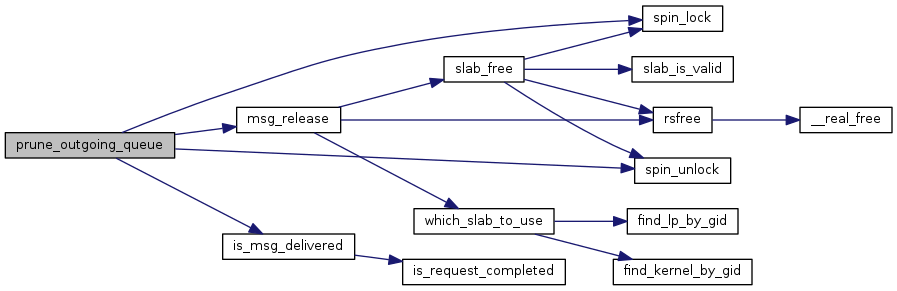 spin_lock
slab_free
slab_is_valid
msg_release
rsfree
__real_free
prune_outgoing_queue
spin_unlock
which_slab_to_use
find_lp_by_gid
is_msg_delivered
is_request_completed
find_kernel_by_gid